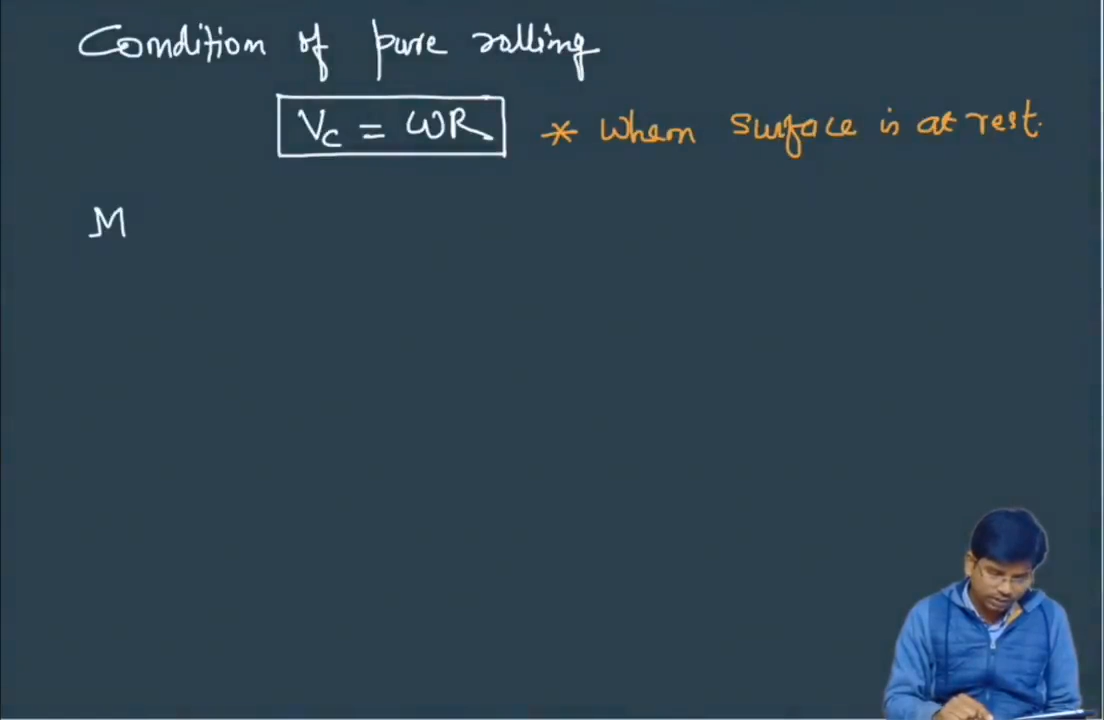 Condition of pure rolling
Vc = ωR * When surface is at rest.
M